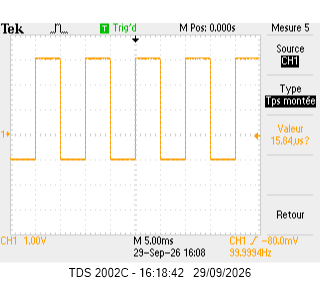 Tek T Trig'd M Pos: 0.000s Mesure 5
Source
CH1
Type
Tps montée
Valeur
15.84µs?
1
Retour
CH1 1.00V M 5.00ms CH1 / -80.0mV
29-Sep-26 16:08 99.9994Hz
TDS 2002C - 16:18:42 29/09/2026